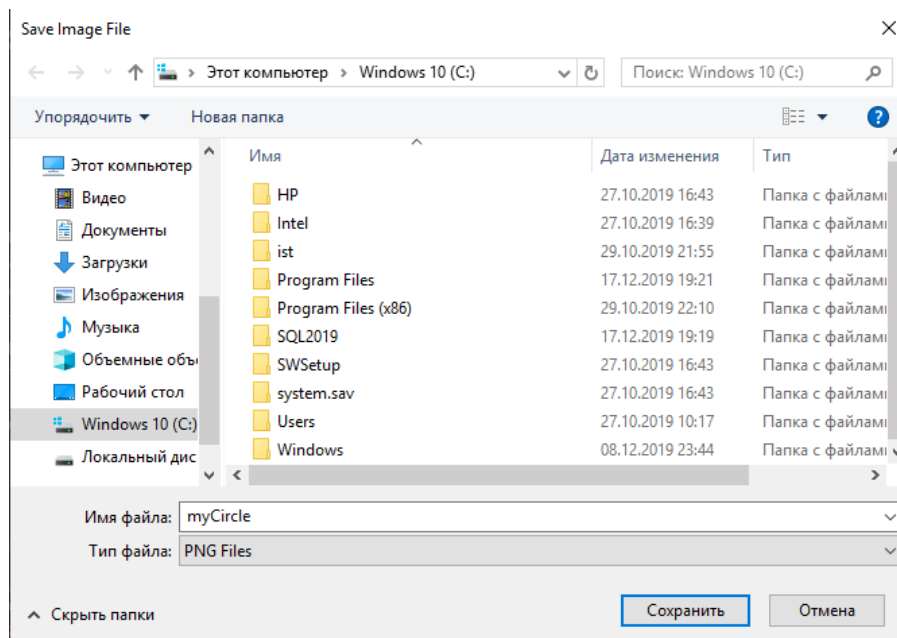 Save Image File
Этот компьютер > Windows 10 (C:)
Поиск: Windows 10 (C:)
Упорядочить
Новая папка
Этот компьютер
Видео
Документы
Загрузки
Изображения
Музыка
Объемные объ
Рабочий стол
Windows 10 (C:)
Локальный дис
Имя Дата изменения Тип
HP 27.10.2019 16:43 Папка с файлами
Intel 27.10.2019 16:39 Папка с файлами
ist 29.10.2019 21:55 Папка с файлами
Program Files 17.12.2019 19:21 Папка с файлами
Program Files (x86) 29.10.2019 22:10 Папка с файлами
SQL2019 17.12.2019 19:19 Папка с файлами
SWSetup 27.10.2019 16:43 Папка с файлами
system.sav 27.10.2019 16:43 Папка с файлами
Users 27.10.2019 10:17 Папка с файлами
Windows 08.12.2019 23:44 Папка с файлами
Имя файла: myCircle
Тип файла: PNG Files
Скрыть папки
Сохранить
Отмена